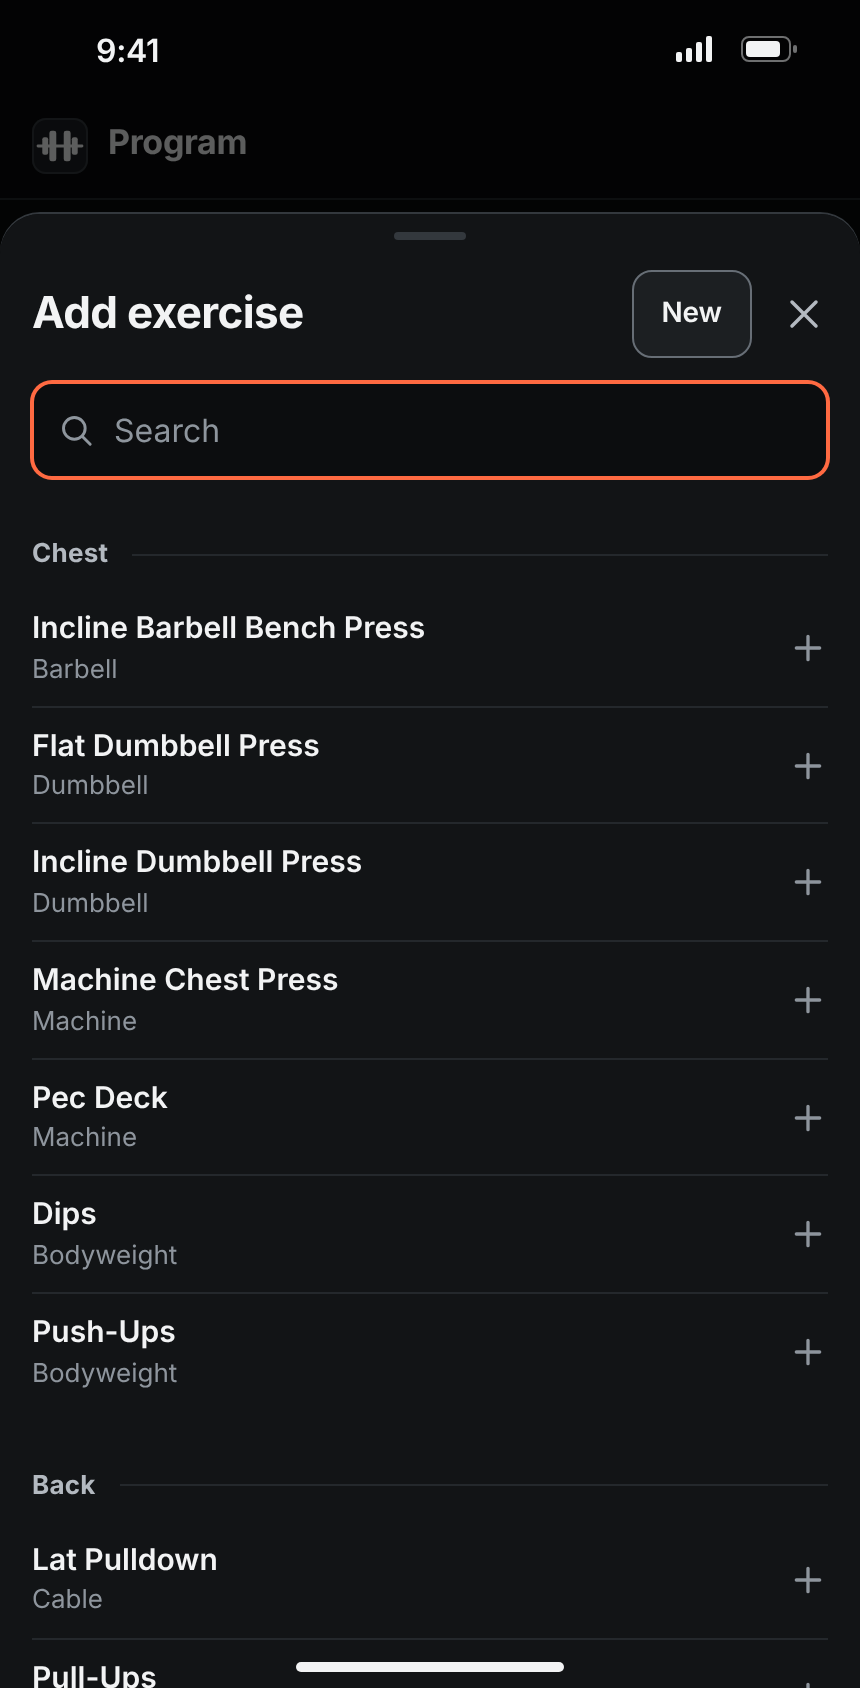 9:41
Program
Add exercise
New
Search
Chest
Incline Barbell Bench Press
Barbell
Flat Dumbbell Press
Dumbbell
Incline Dumbbell Press
Dumbbell
Machine Chest Press
Machine
Pec Deck
Machine
Dips
Bodyweight
Push-Ups
Bodyweight
Back
Lat Pulldown
Cable
Pull-Ups